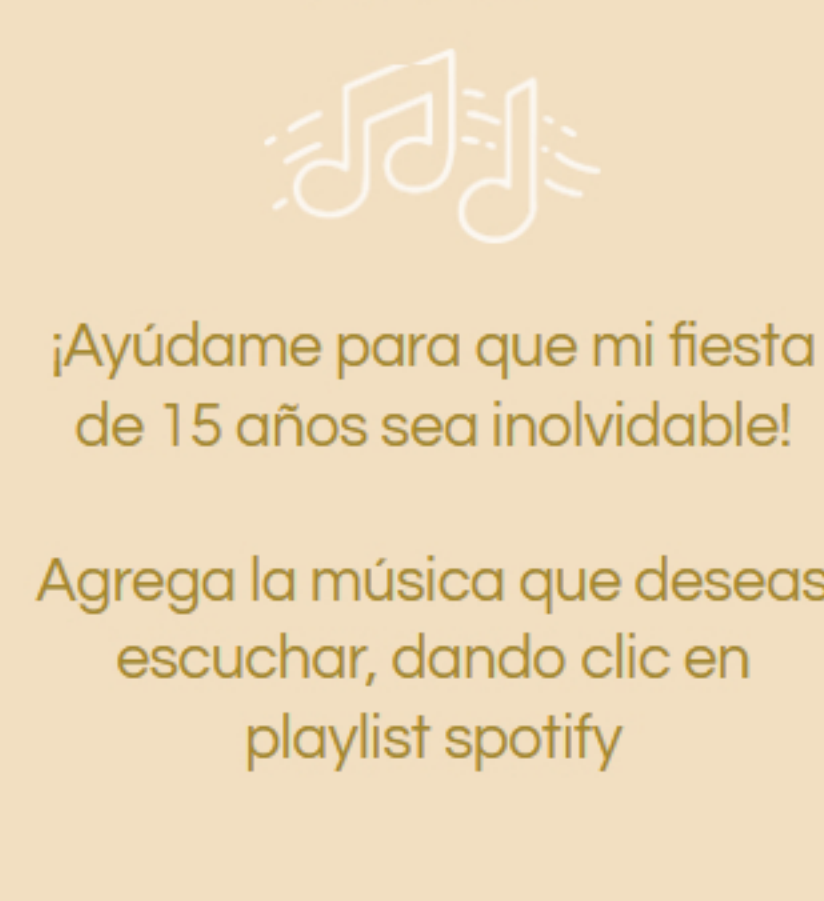 ¡Ayúdame para que mi fiesta
de 15 años sea inolvidable!
Agrega la música que deseas
escuchar, dando clic en
playlist spotify